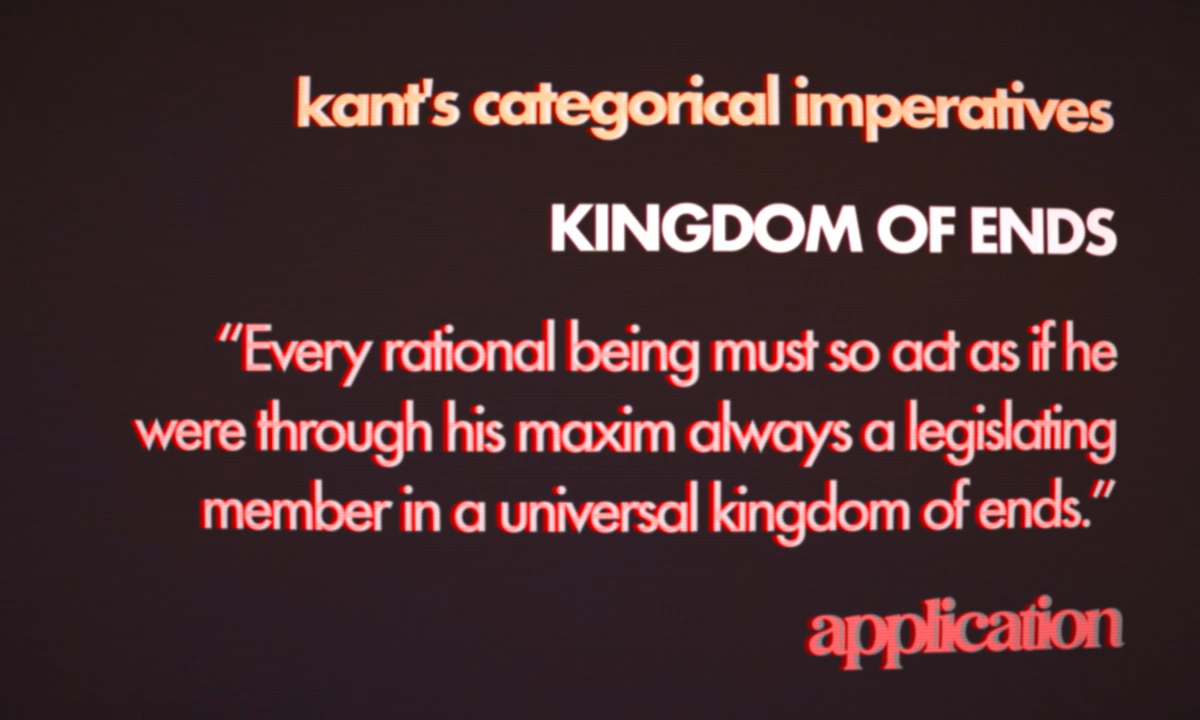 kant's categorical imperatives
KINGDOM OF ENDS
“Every rational being must so act as if he
were through his maxim always a legislating
member in a universal kingdom of ends.”
application